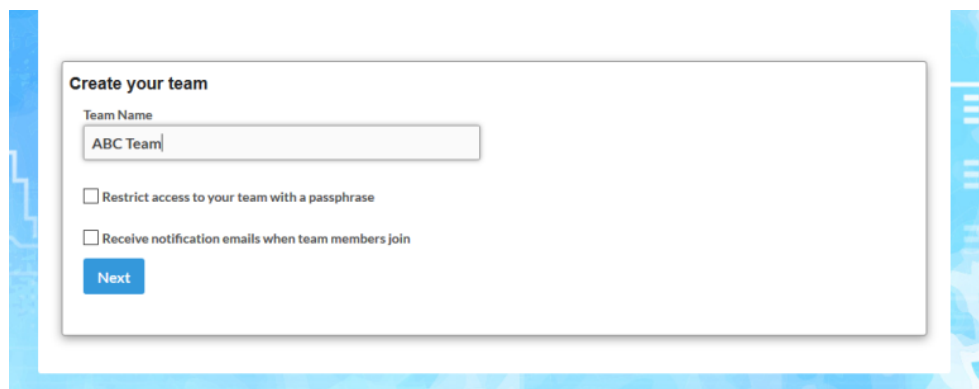 Create your team
Team Name
ABC Team
Restrict access to your team with a passphrase
Receive notification emails when team members join
Next